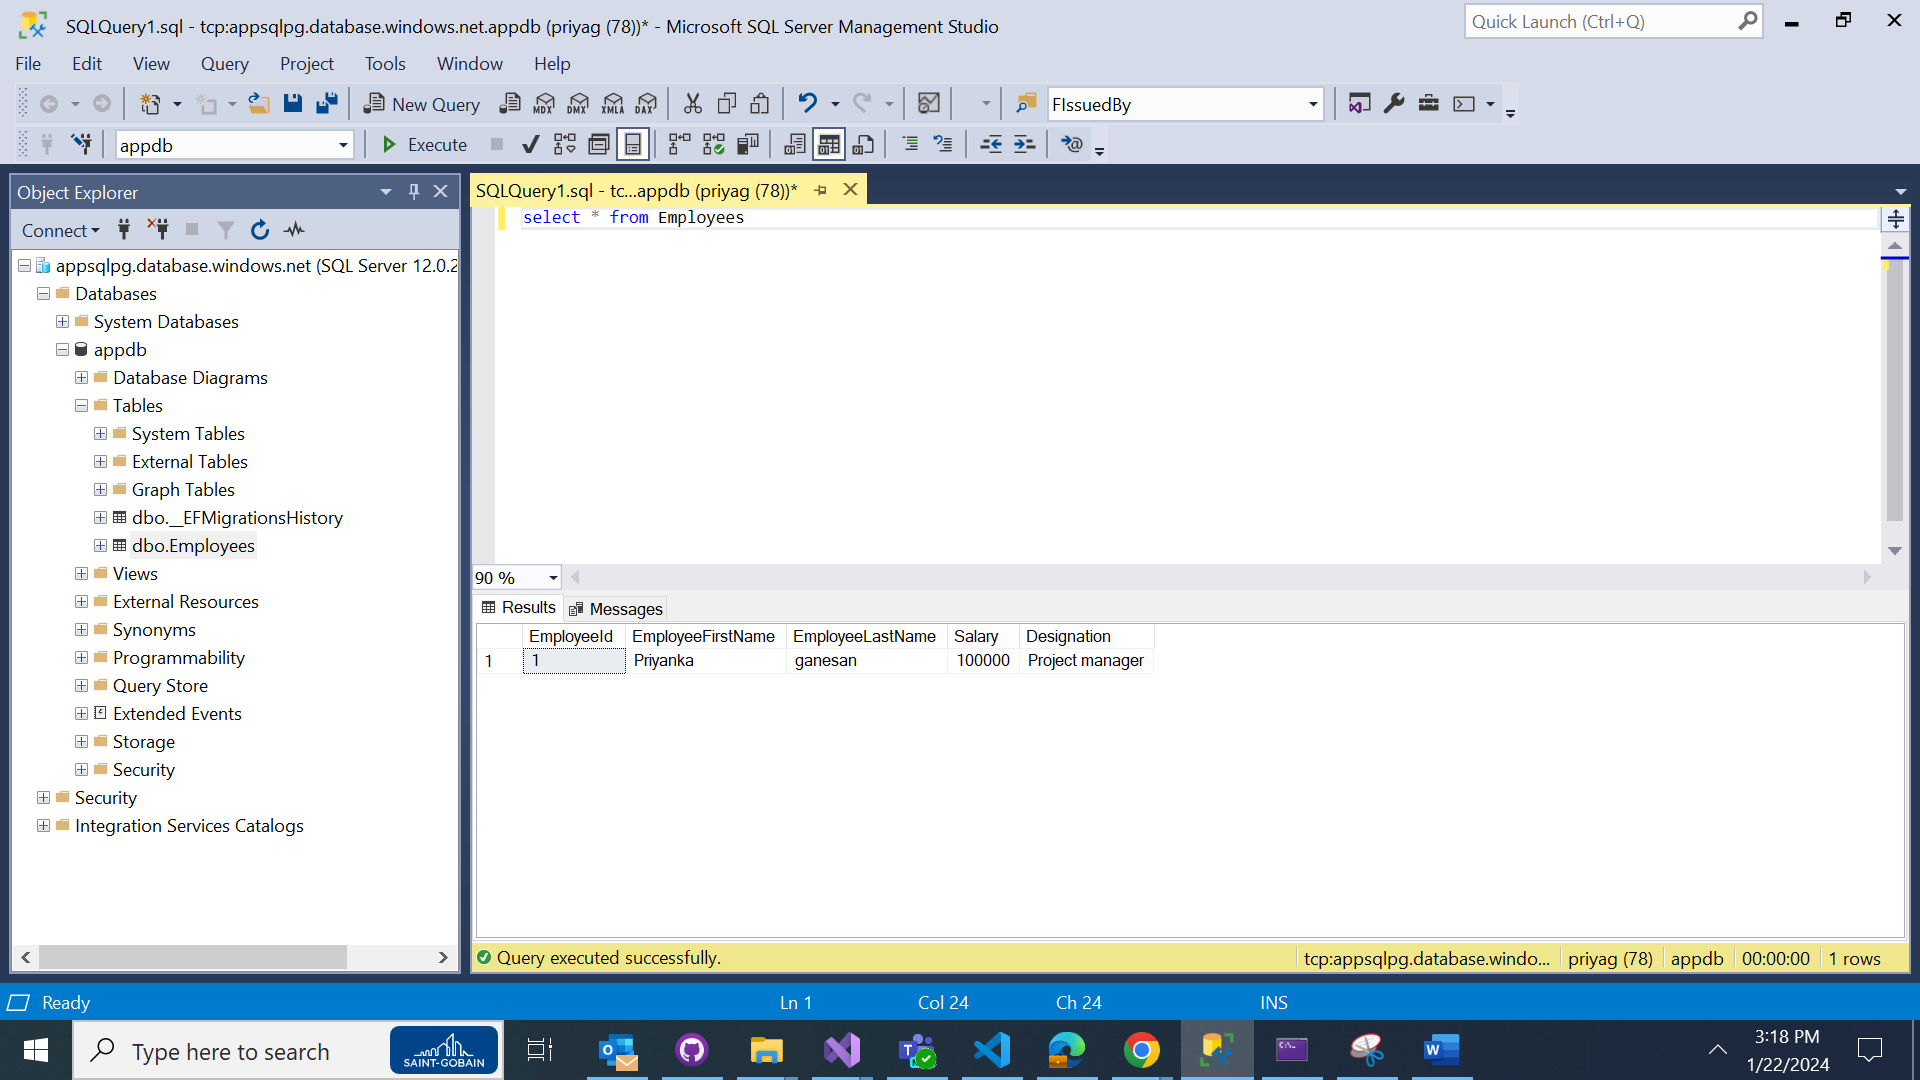 SQLQuery1.sql - tcp:appsqlpg.database.windows.net.appdb (priyag (78))* - Microsoft SQL Server Management Studio
Quick Launch (Ctrl+Q)
File Edit View Query Project Tools Window Help
New Query MDX DMX XMLA DAX FIssuedBy
appdb Execute
Object Explorer
Connect
appsqlpg.database.windows.net (SQL Server 12.0.2
Databases
System Databases
appdb
Database Diagrams
Tables
System Tables
External Tables
Graph Tables
dbo.__EFMigrationsHistory
dbo.Employees
Views
External Resources
Synonyms
Programmability
Query Store
Extended Events
Storage
Security
Security
Integration Services Catalogs
SQLQuery1.sql - tc...appdb (priyag (78))*
select * from Employees
90 %
Results Messages
EmployeeId EmployeeFirstName EmployeeLastName Salary Designation
1 1 Priyanka ganesan 100000 Project manager
Query executed successfully. tcp:appsqlpg.database.windo... priyag (78) appdb 00:00:00 1 rows
Ready Ln 1 Col 24 Ch 24 INS
Type here to search
SAINT-GOBAIN
3:18 PM
1/22/2024